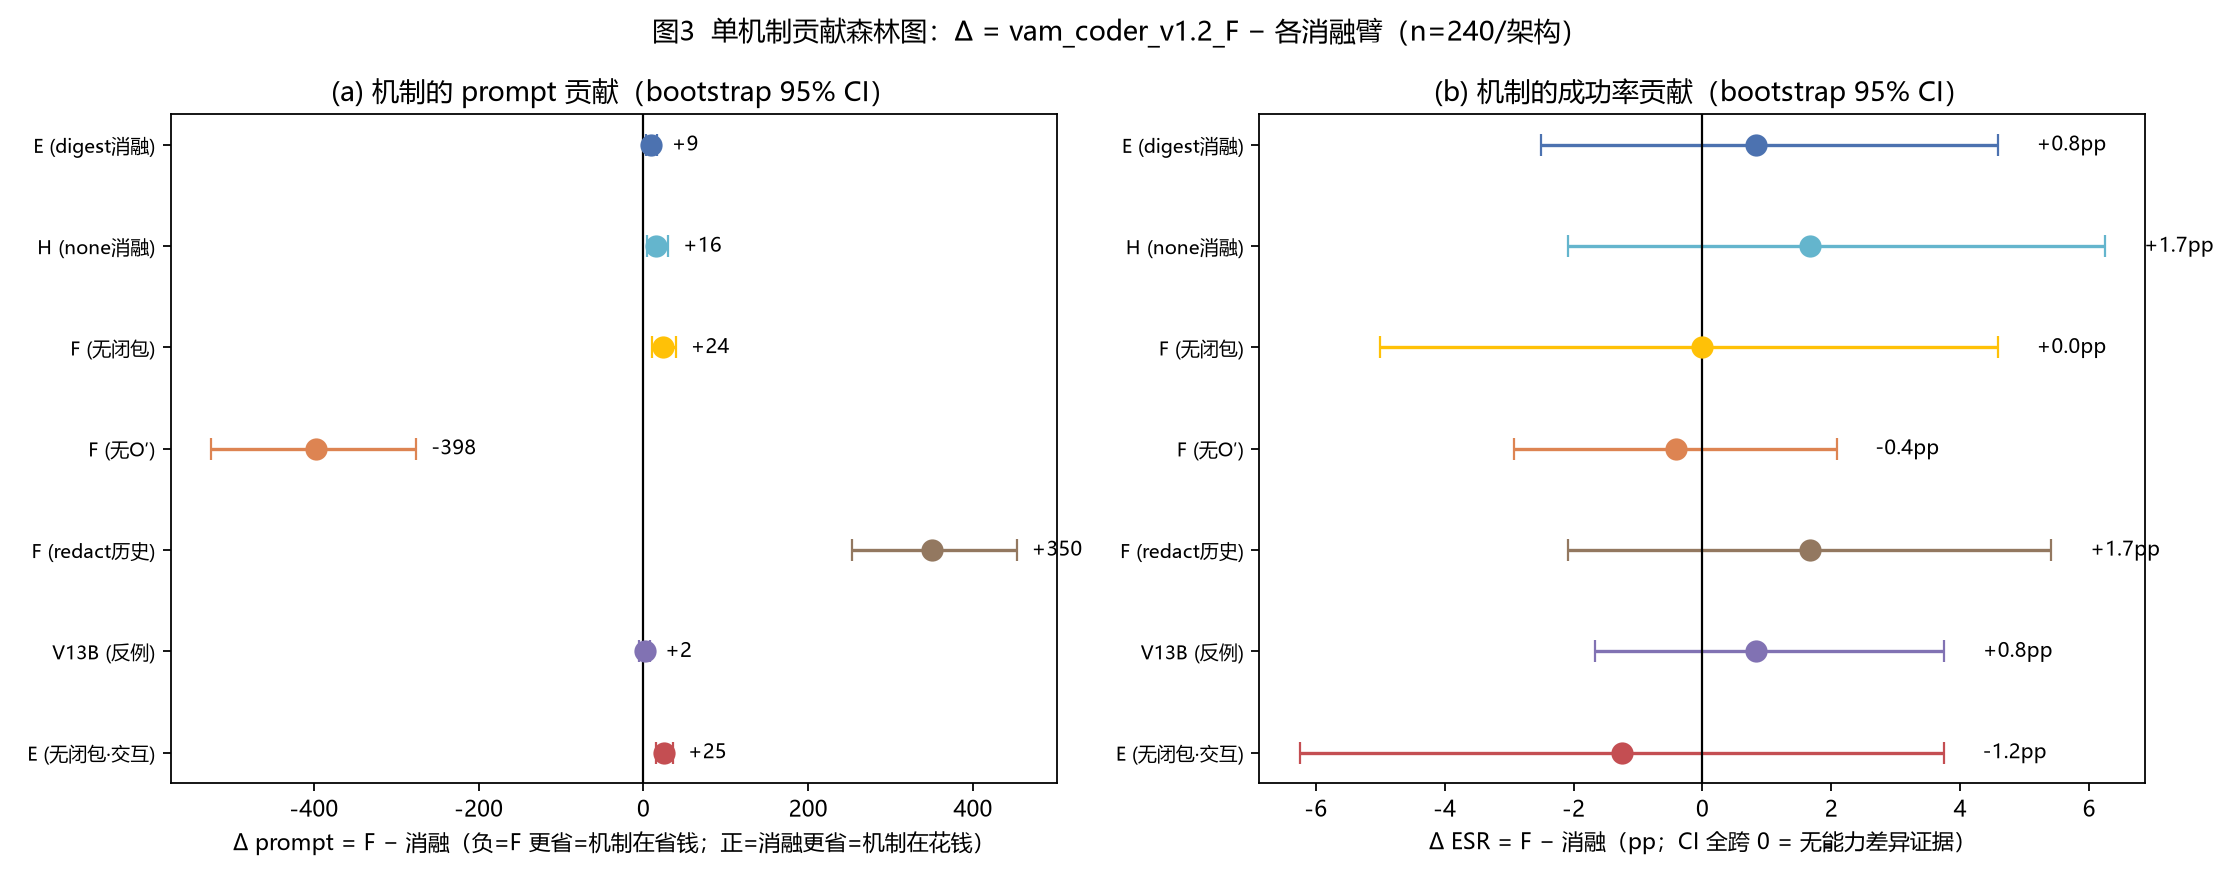 图3  单机制贡献森林图：Δ = vam_coder_v1.2_F − 各消融臂（n=240/架构）
(a) 机制的 prompt 贡献（bootstrap 95% CI）
E (digest消融)
+9
H (none消融)
+16
F (无闭包)
+24
F (无O’)
-398
F (redact历史)
+350
V13B (反例)
+2
E (无闭包·交互)
+25
-400
-200
0
200
400
Δ prompt = F − 消融（负=F 更省=机制在省钱；正=消融更省=机制在花钱）
(b) 机制的成功率贡献（bootstrap 95% CI）
E (digest消融)
+0.8pp
H (none消融)
+1.7pp
F (无闭包)
+0.0pp
F (无O’)
-0.4pp
F (redact历史)
+1.7pp
V13B (反例)
+0.8pp
E (无闭包·交互)
-1.2pp
-6
-4
-2
0
2
4
6
Δ ESR = F − 消融（pp；CI 全跨 0 = 无能力差异证据）